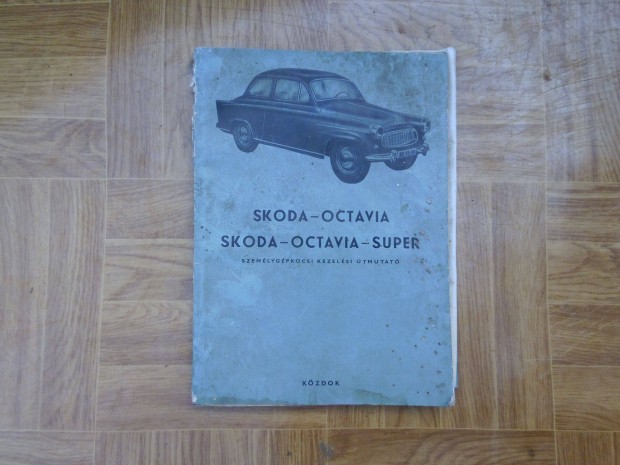 SKODA–OCTAVIA
SKODA–OCTAVIA–SUPER
SZEMÉLYGÉPKOCSI KEZELÉSI ÚTMUTATÓ
KÖZDOK